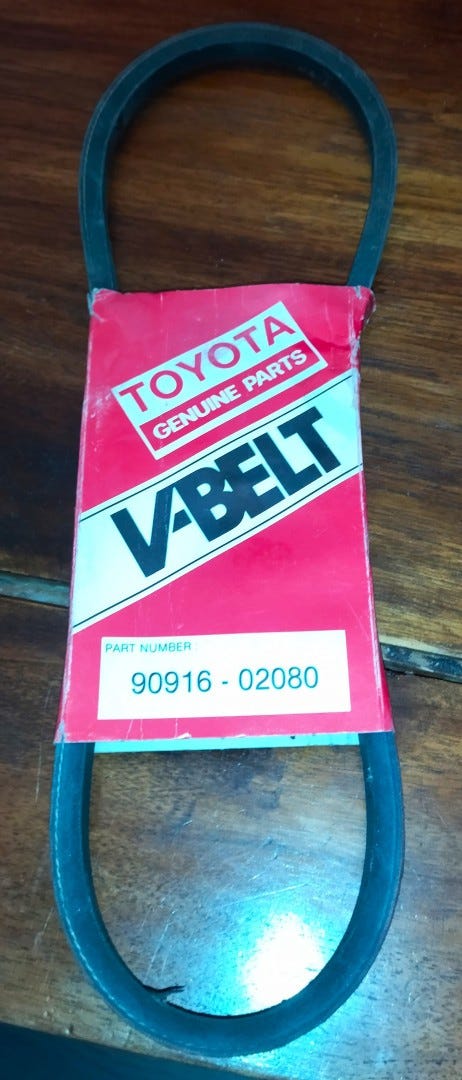 TOYOTA
GENUINE PARTS
V-BELT
PART NUMBER
90916 - 02080